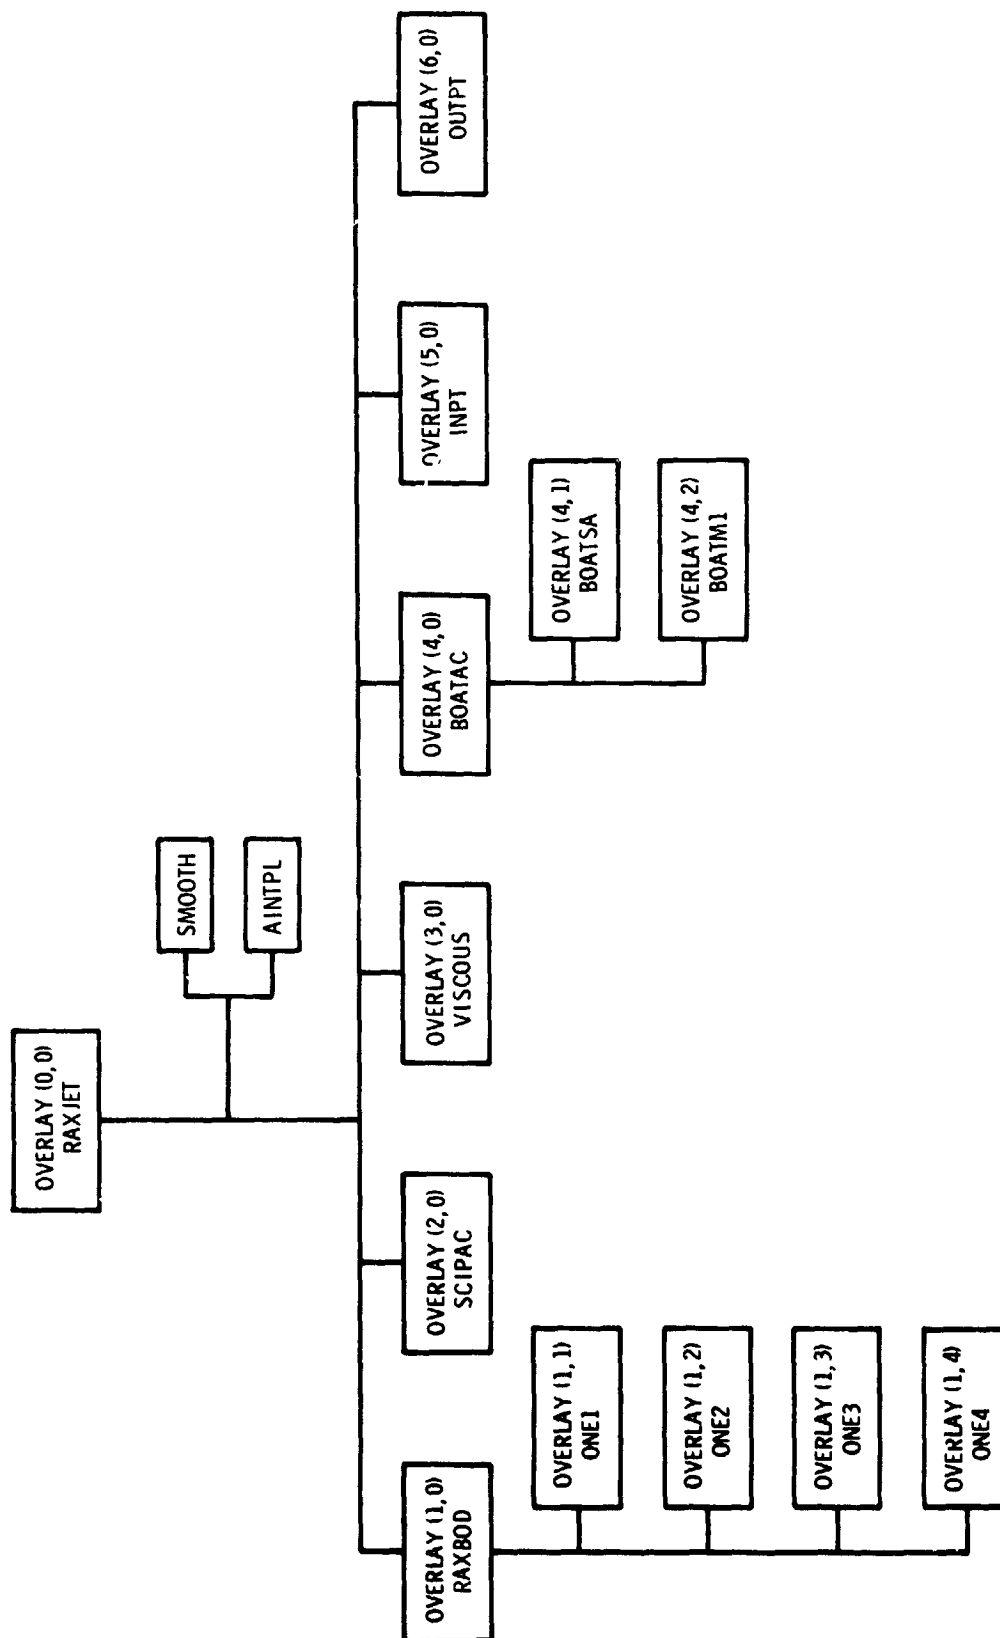 OVERLAY (0,0)
RAXJET
SMOOTH
AINTPL
OVERLAY (1,0)
RAXBOD
OVERLAY (2,0)
SCIPAC
OVERLAY (3,0)
VISCOUS
OVERLAY (4,0)
BOATAC
OVERLAY (5,0)
INPT
OVERLAY (6,0)
OUTPT
OVERLAY (1,1)
ONE1
OVERLAY (1,2)
ONE2
OVERLAY (1,3)
ONE3
OVERLAY (1,4)
ONE4
OVERLAY (4,1)
BOATSA
OVERLAY (4,2)
BOATM1